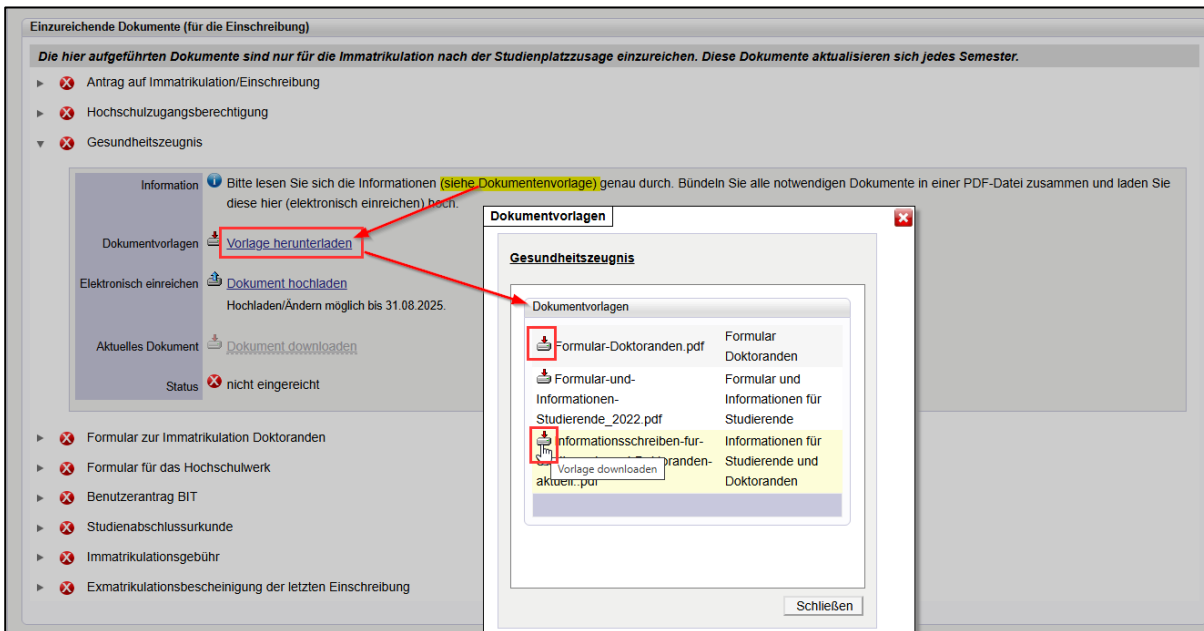 Einzureichende Dokumente (für die Einschreibung)
Die hier aufgeführten Dokumente sind nur für die Immatrikulation nach der Studienplatzzusage einzureichen. Diese Dokumente aktualisieren sich jedes Semester.
Antrag auf Immatrikulation/Einschreibung
Hochschulzugangsberechtigung
Gesundheitszeugnis
Information Bitte lesen Sie sich die Informationen (siehe Dokumentenvorlage) genau durch. Bündeln Sie alle notwendigen Dokumente in einer PDF-Datei zusammen und laden Sie
diese hier (elektronisch einreichen) hoch.
Dokumentvorlagen Vorlage herunterladen
Elektronisch einreichen Dokument hochladen
Hochladen/Ändern möglich bis 31.08.2025.
Aktuelles Dokument Dokument downloaden
Status nicht eingereicht
Formular zur Immatrikulation Doktoranden
Formular für das Hochschulwerk
Benutzerantrag BIT
Studienabschlussurkunde
Immatrikulationsgebühr
Exmatrikulationsbescheinigung der letzten Einschreibung
Dokumentvorlagen
Gesundheitszeugnis
Dokumentvorlagen
Formular-Doktoranden.pdf
Formular
Doktoranden
Formular-und-
Informationen-
Studierende_2022.pdf
Formular und
Informationen für
Studierende
Informationsschreiben-fur-
oranden-
aktuell..pdf
Vorlage downloaden
Informationen für
Studierende und
Doktoranden
Schließen